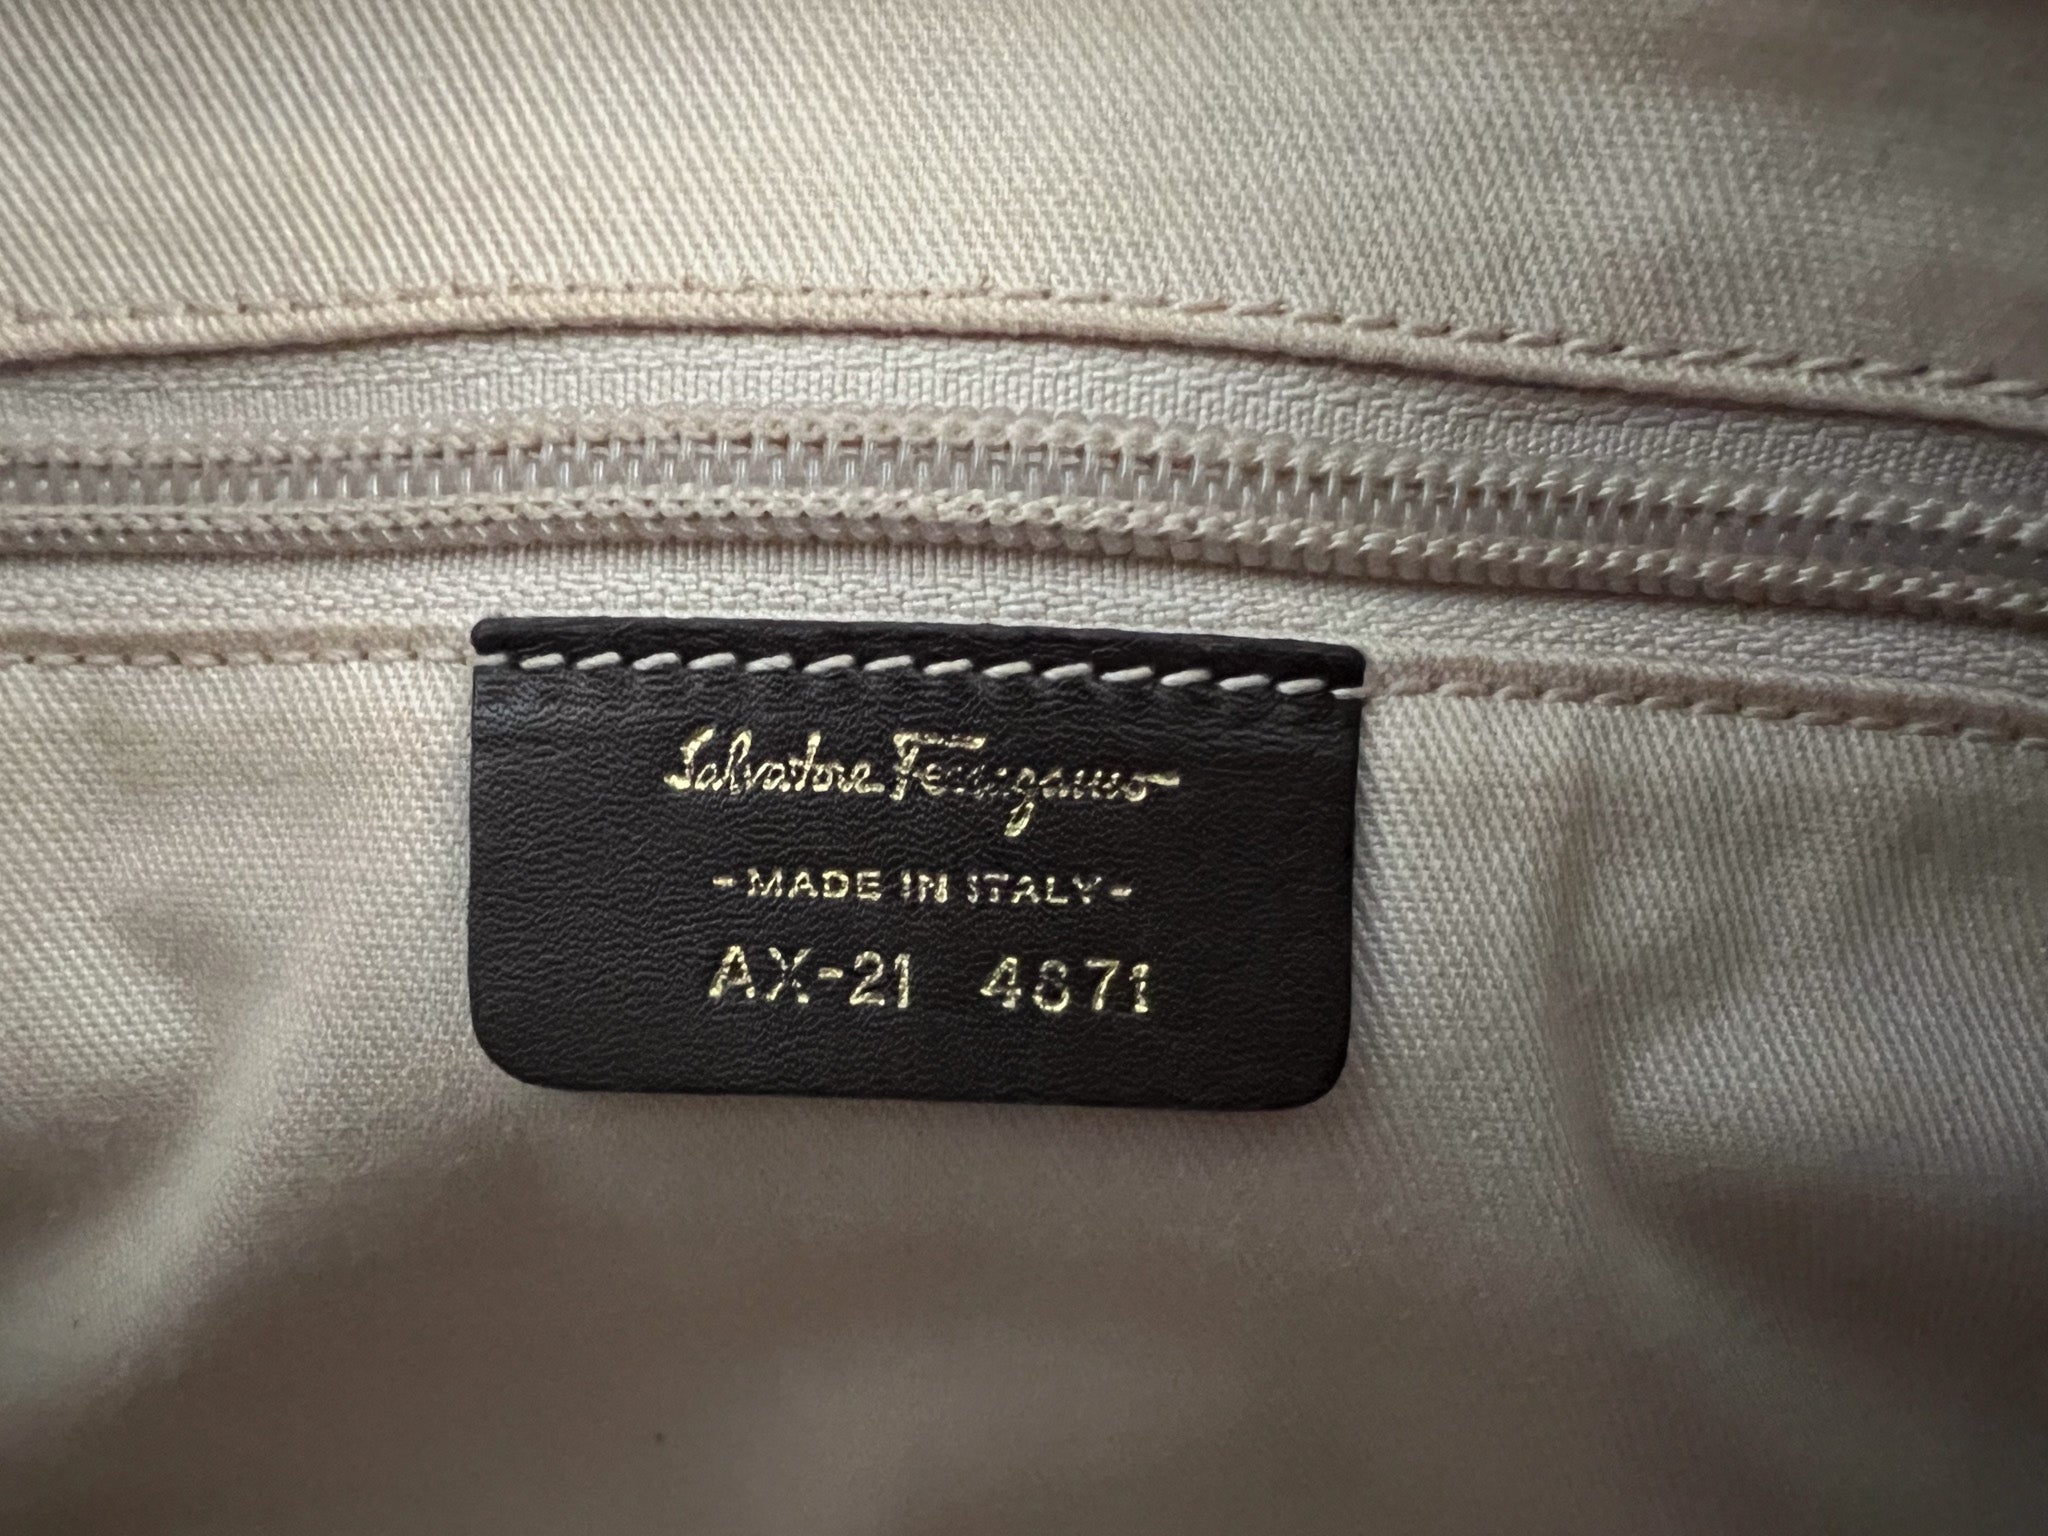 Salvatore Ferragamo
-MADE IN ITALY-
AX-21 4871